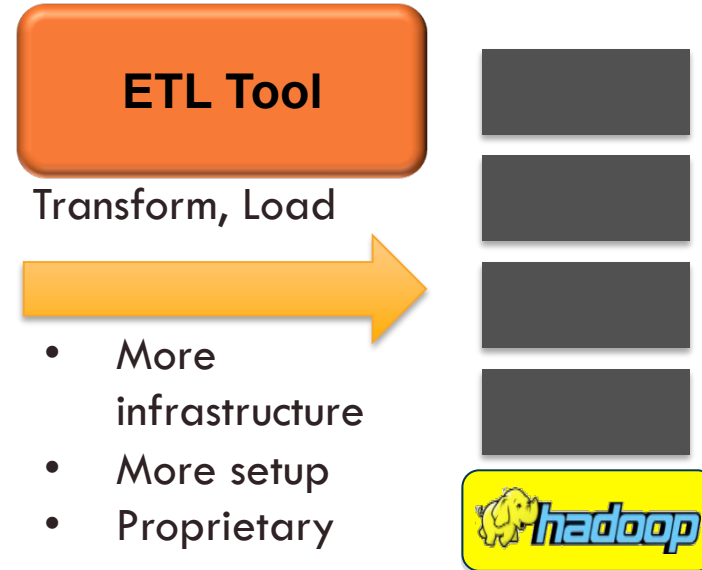 ETL Tool
Transform, Load
• More
infrastructure
• More setup
• Proprietary
hadoop